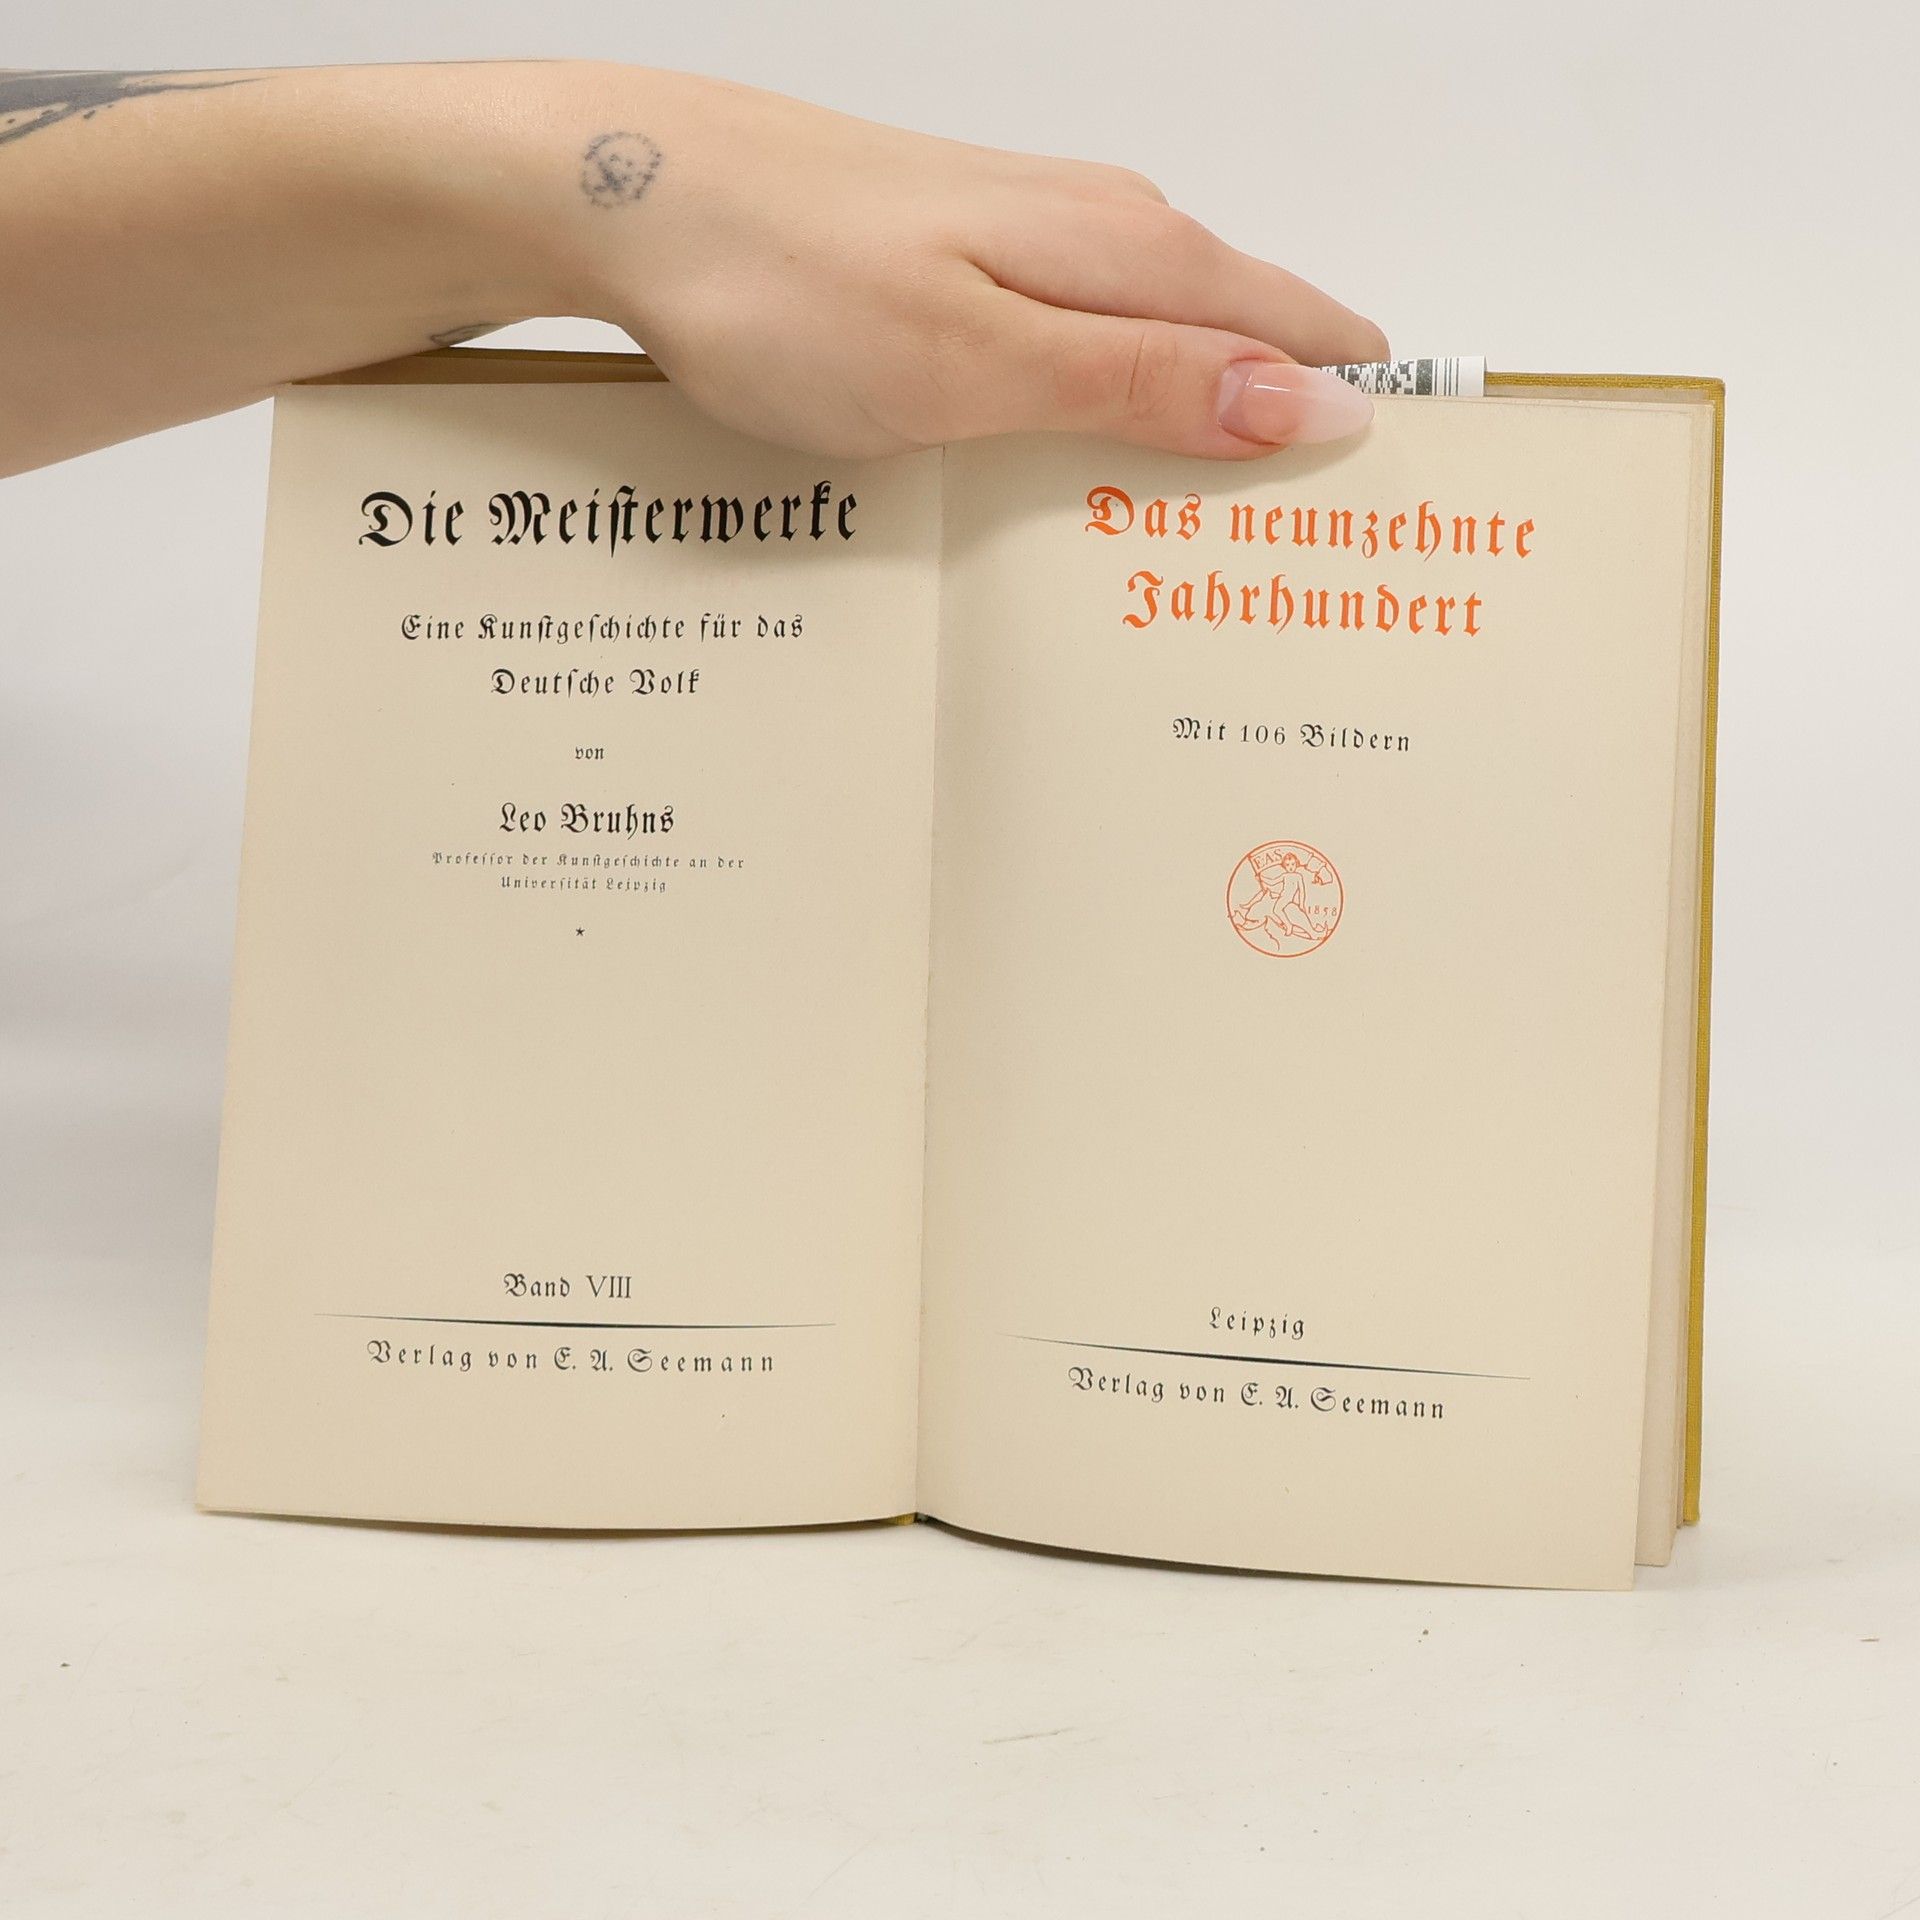 Die Meiſterwerke
Eine Kunſtgeſchichte für das
Deutſche Volk
von
Leo Bruhns
Profeſſor der Kunſtgeſchichte an der
Univerſität Leipzig
*
Band VIII
Verlag von E. A. Seemann
Das neunzehnte
Jahrhundert
Mit 106 Bildern
EAS
1858
Leipzig
Verlag von E. A. Seemann